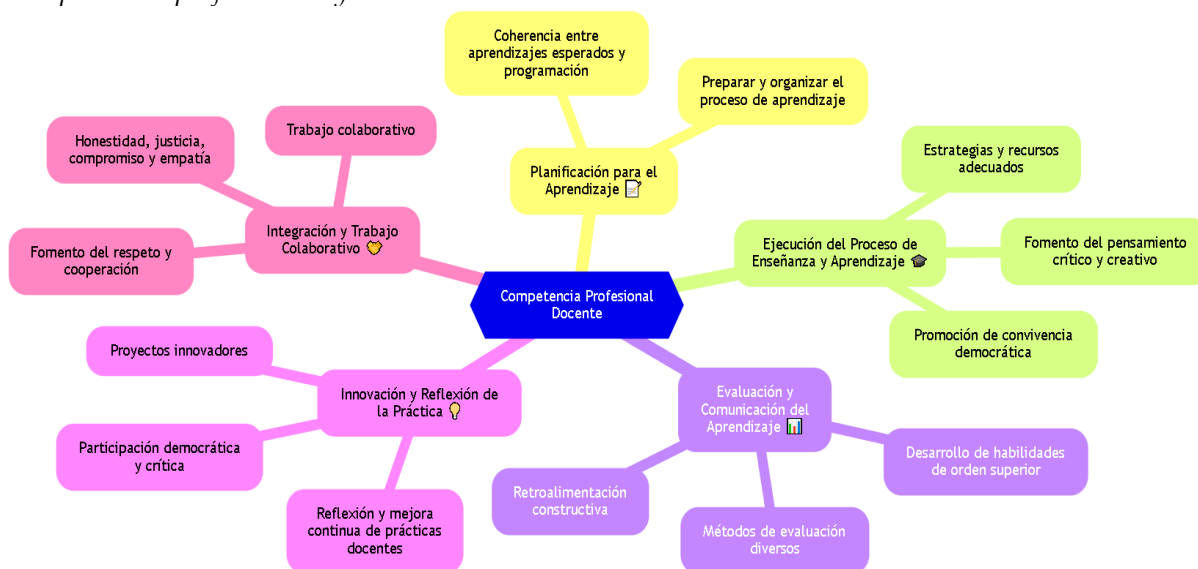 Coherencia entre
aprendizajes esperados y
programación
Preparar y organizar el
proceso de aprendizaje
Planificación para el
Aprendizaje
Honestidad, justicia,
compromiso y empatía
Trabajo colaborativo
Integración y Trabajo
Colaborativo
Fomento del respeto y
cooperación
Estrategias y recursos
adecuados
Ejecución del Proceso de
Enseñanza y Aprendizaje
Fomento del pensamiento
crítico y creativo
Promoción de convivencia
democrática
Competencia Profesional
Docente
Proyectos innovadores
Innovación y Reflexión de
la Práctica
Participación democrática
y crítica
Reflexión y mejora
continua de prácticas
docentes
Evaluación y
Comunicación del
Aprendizaje
Retroalimentación
constructiva
Métodos de evaluación
diversos
Desarrollo de habilidades
de orden superior